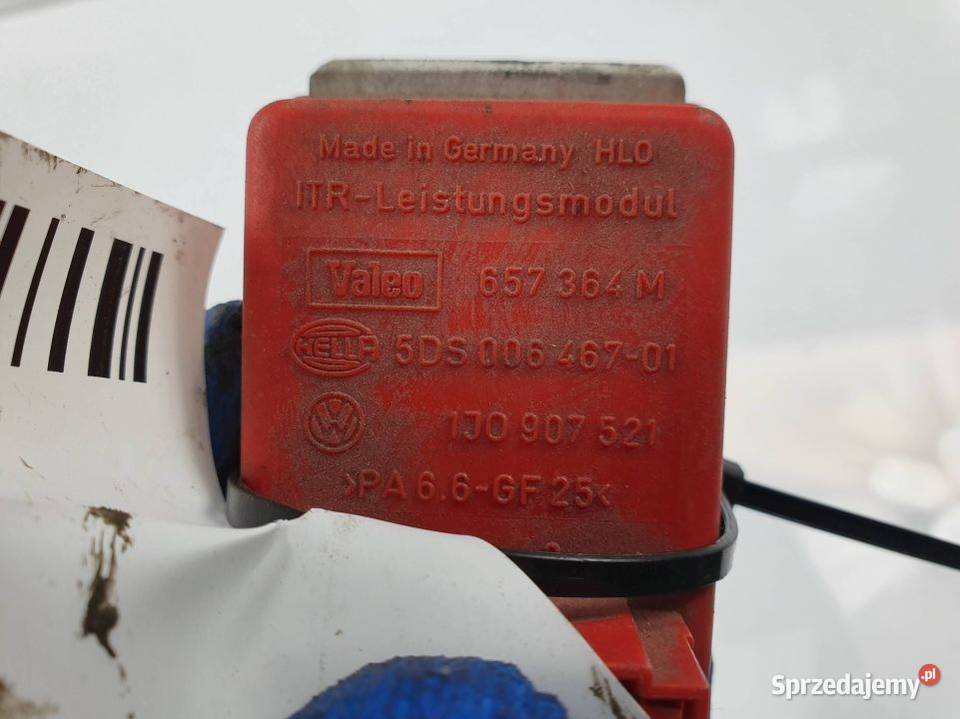 Made in Germany HLO
ITR-Leistungsmodul
Valeo 657 364 M
HELLA 5DS 006 467-01
VW 1J0 907 521
>PA 6.6-GF 25<
Sprzedajemy.pl